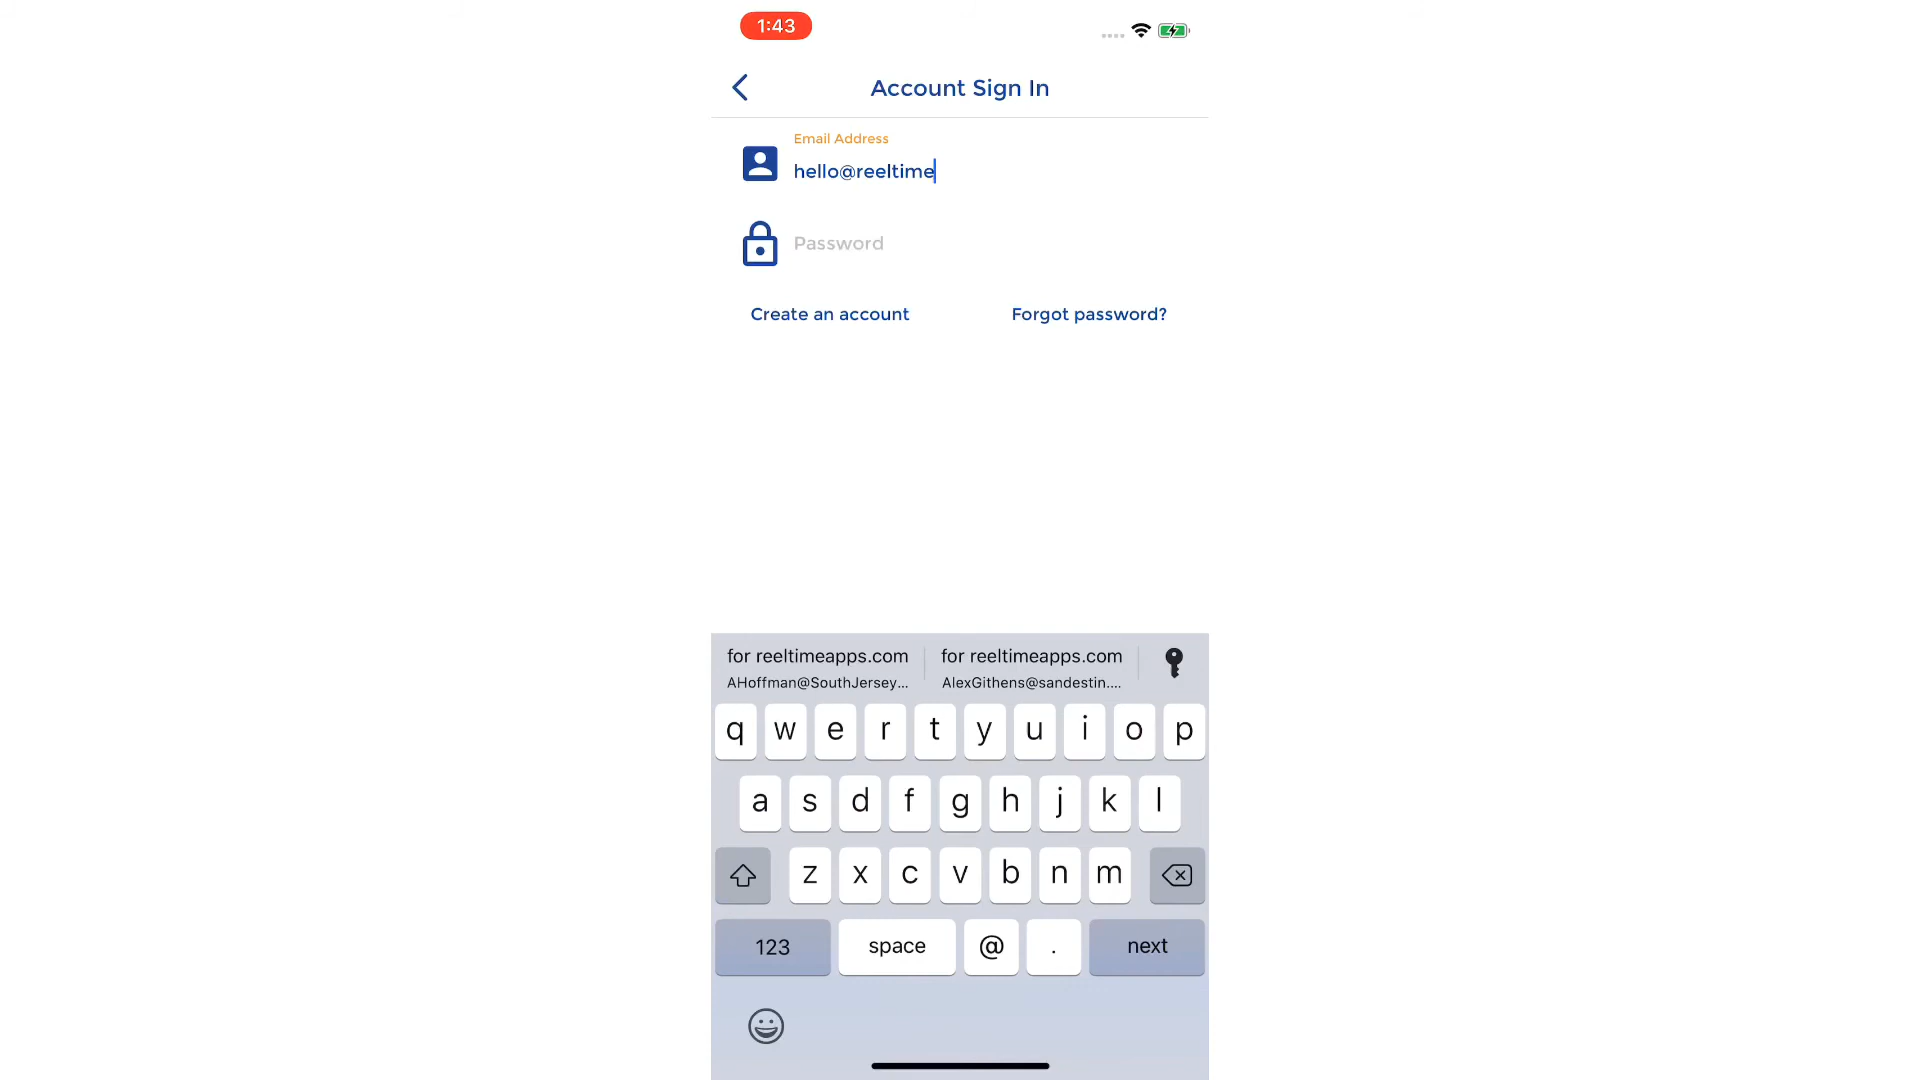 1:43
Account Sign In
Email Address
hello@reeltime
Password
Create an account Forgot password?
for reeltimeapps.com for reeltimeapps.com
AHoffman@SouthJersey... AlexGithens@sandestin....
q w e r t y u i o p
a s d f g h j k l
z x c v b n m
123 space @ . next